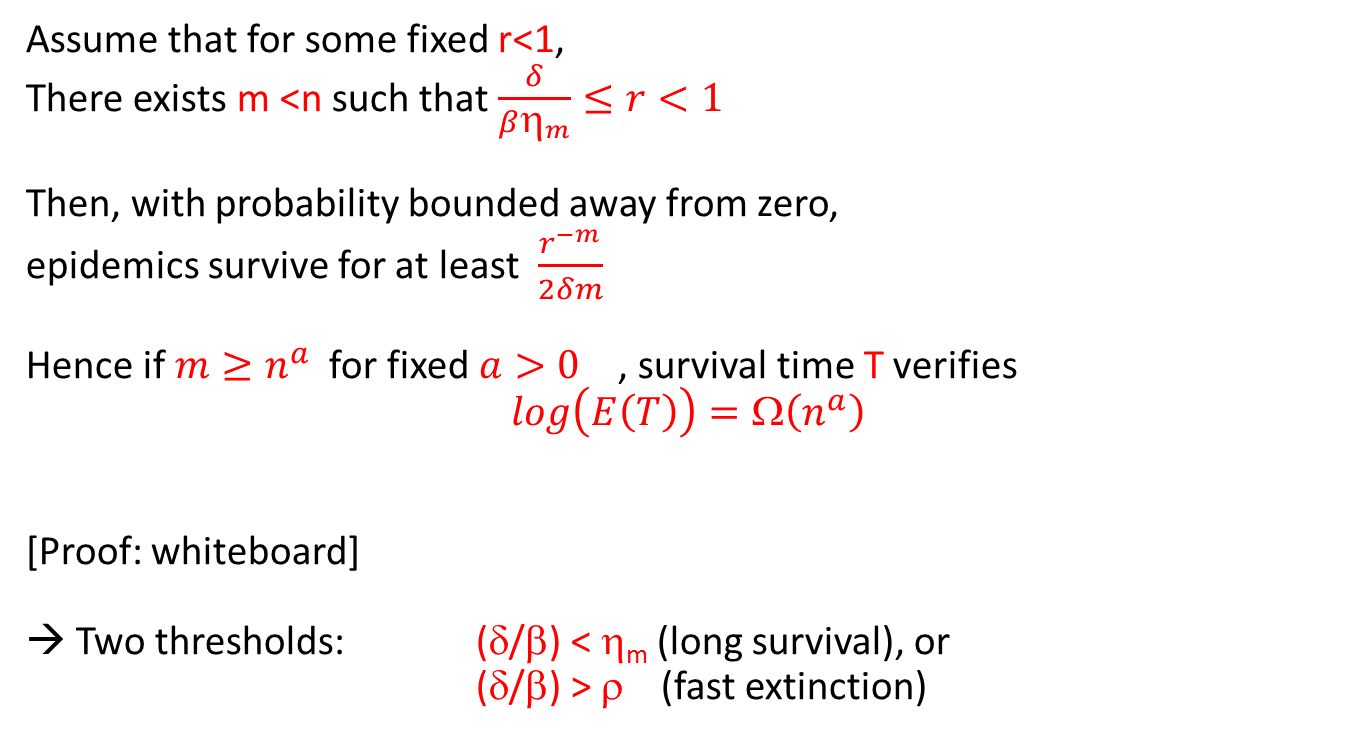 Assume that for some fixed r<1,
There exists m <n such that δ/(βη_m) ≤ r < 1
Then, with probability bounded away from zero,
epidemics survive for at least r^{−m}/(2δm)
Hence if m ≥ n^a for fixed a > 0 , survival time T verifies
log(E(T)) = Ω(n^a)
[Proof: whiteboard]
→ Two thresholds: (δ/β) < η_m (long survival), or
(δ/β) > ρ (fast extinction)